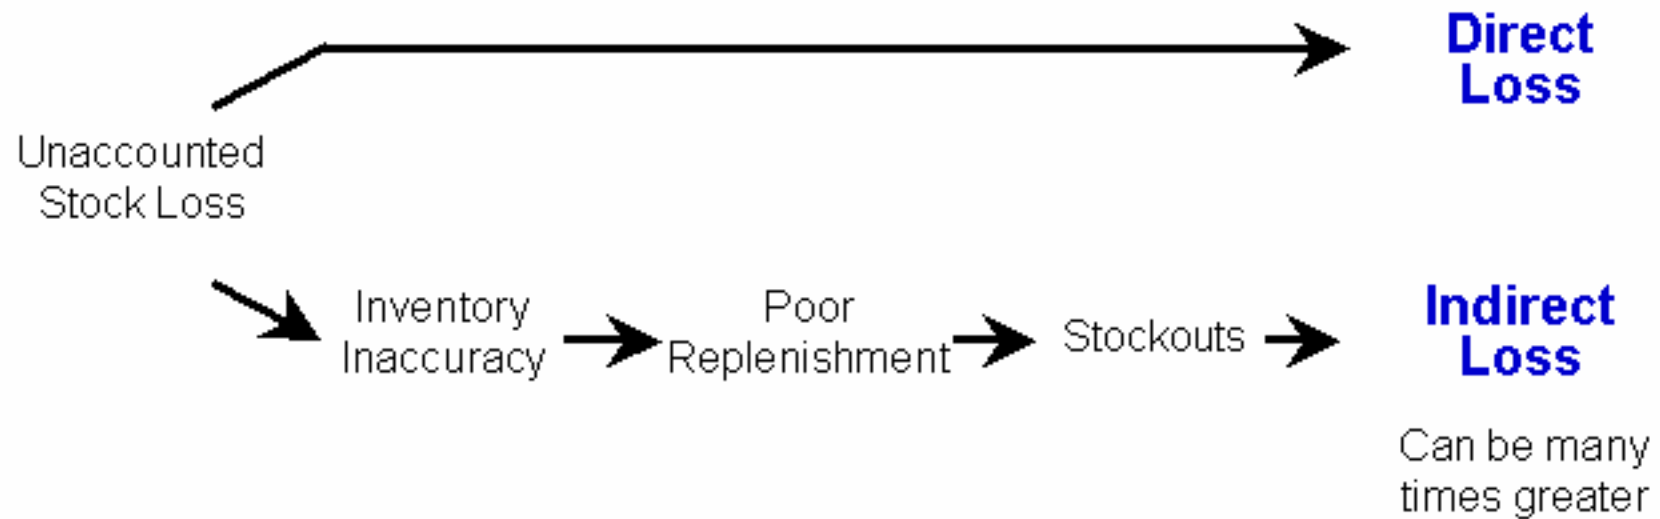 Direct
Loss
Unaccounted
Stock Loss
Inventory
Inaccuracy
Poor
Replenishment
Stockouts
Indirect
Loss
Can be many
times greater